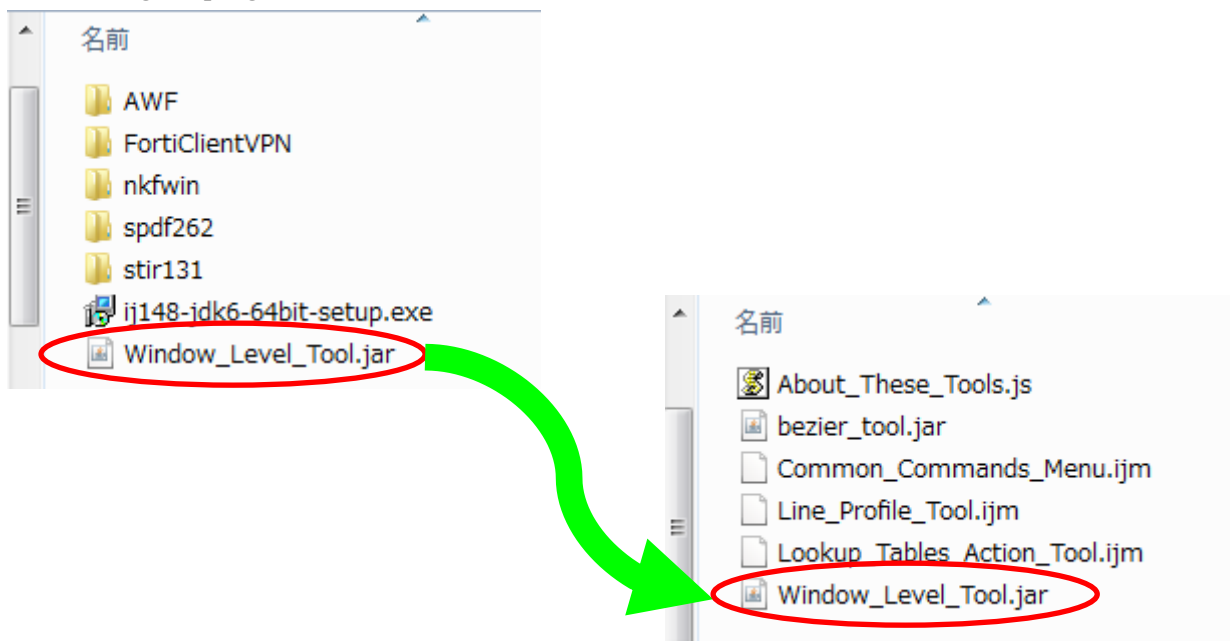 名前
AWF
FortiClientVPN
nkfwin
spdf262
stir131
ij148-jdk6-64bit-setup.exe
Window_Level_Tool.jar
名前
About_These_Tools.js
bezier_tool.jar
Common_Commands_Menu.ijm
Line_Profile_Tool.ijm
Lookup_Tables_Action_Tool.ijm
Window_Level_Tool.jar